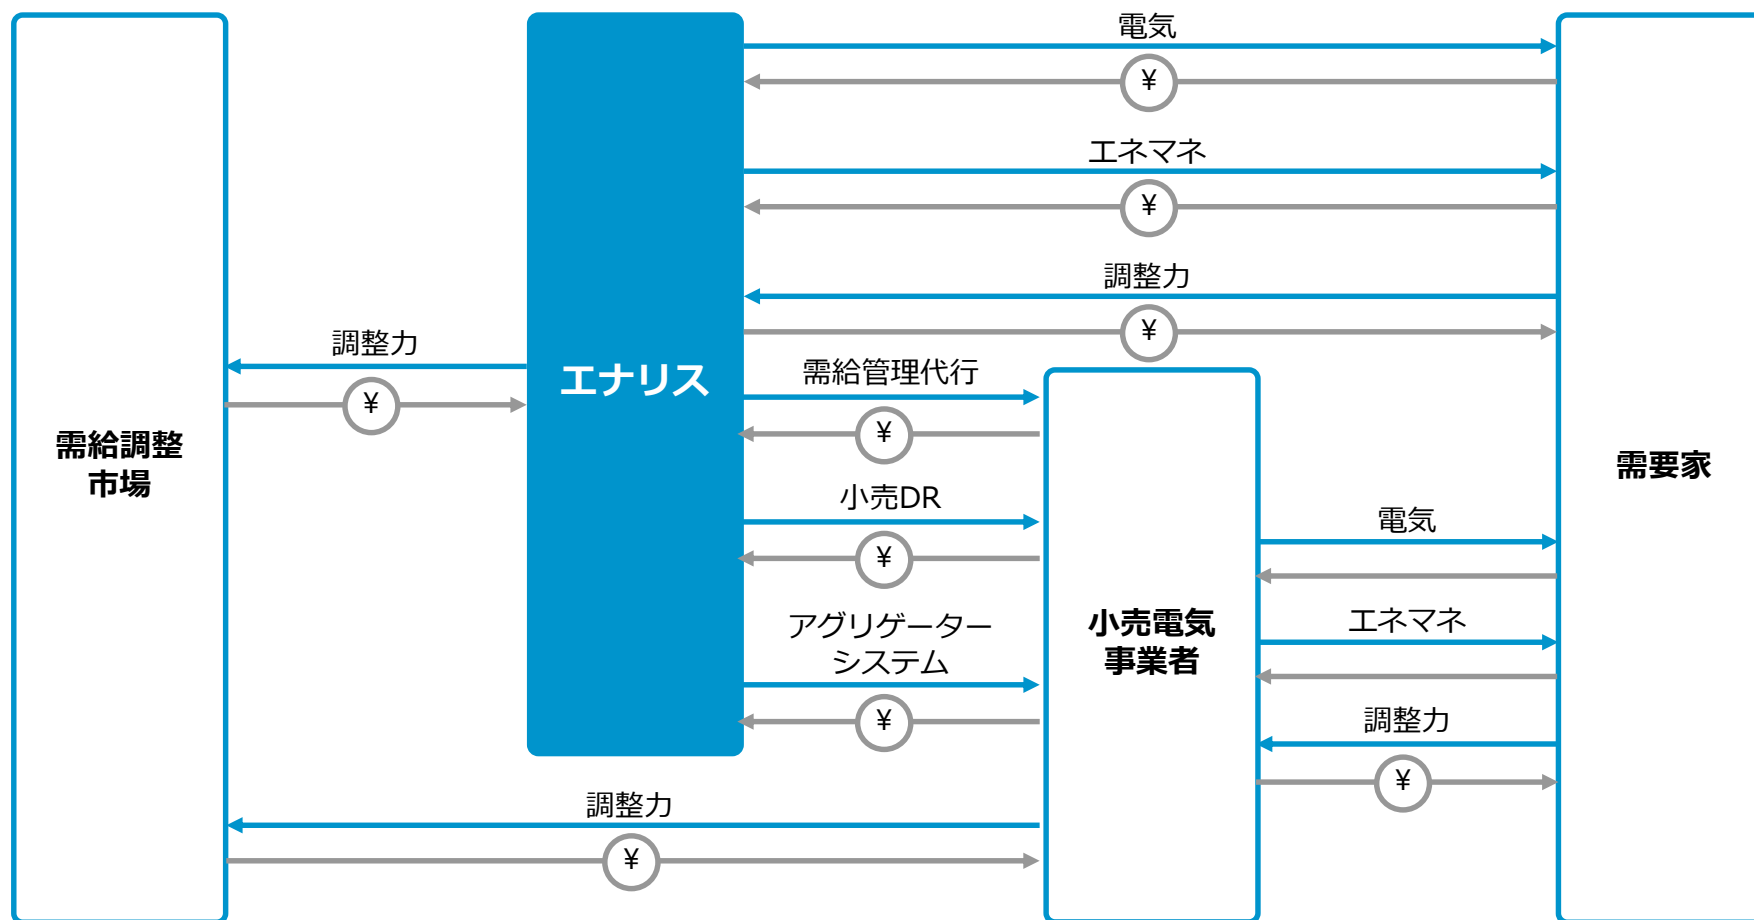 電気
¥
エネマネ
¥
調整力
¥
調整力
¥
需給調整
市場
エナリス
需給管理代行
¥
小売DR
¥
アグリゲーター
システム
¥
小売電気
事業者
需要家
電気
エネマネ
調整力
¥
調整力
¥